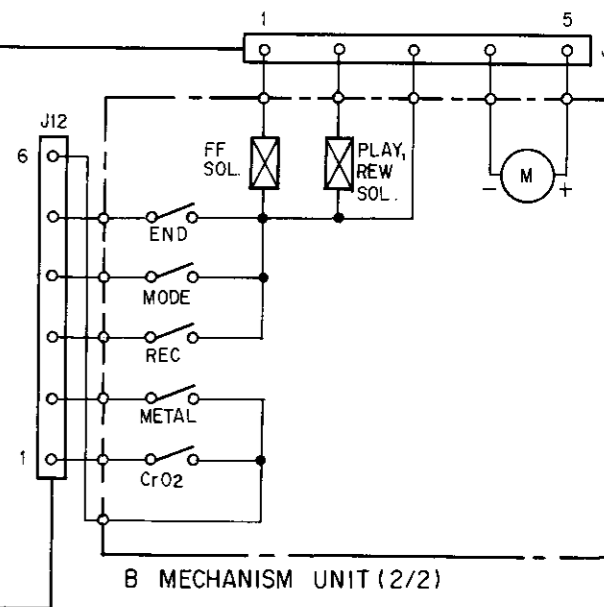 1 5
J
J12
6
FF
SOL.
PLAY,
REW
SOL.
M
- +
END
MODE
REC
METAL
1
CrO2
B MECHANISM UNIT (2/2)